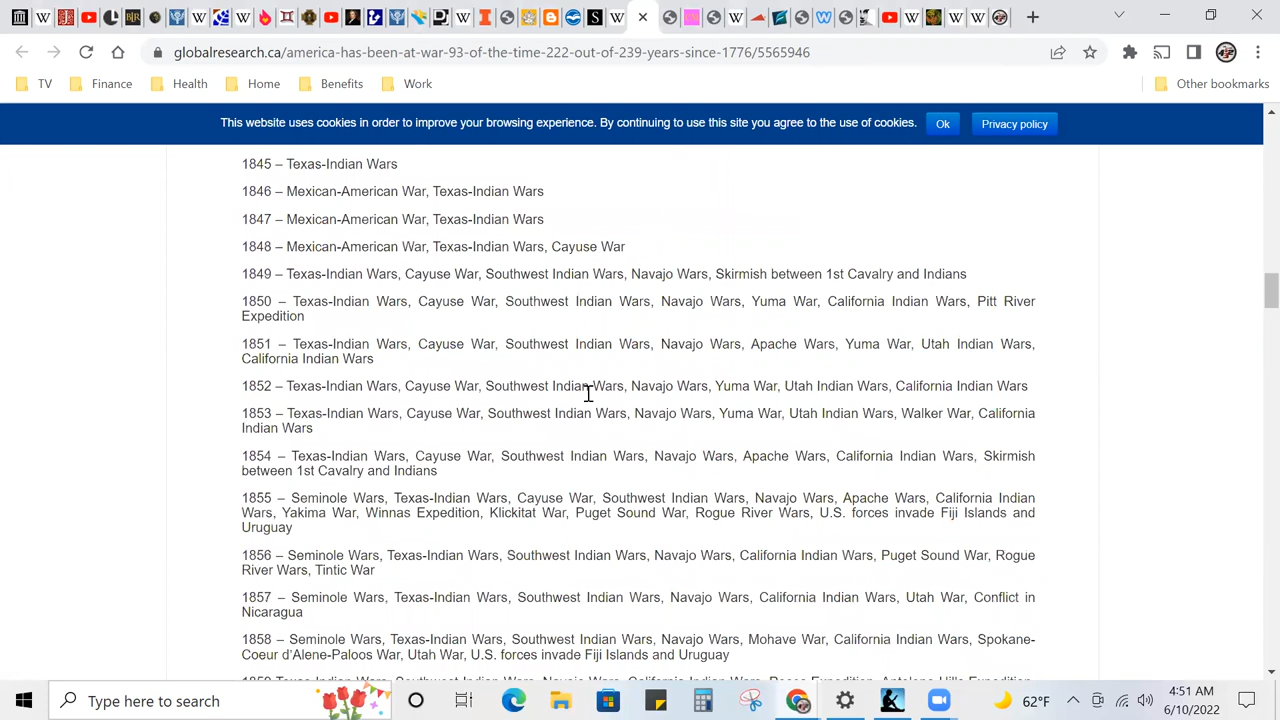 globalresearch.ca/america-has-been-at-war-93-of-the-time-222-out-of-239-years-since-1776/5565946
TV Finance Health Home Benefits Work Other bookmarks
This website uses cookies in order to improve your browsing experience. By continuing to use this site you agree to the use of cookies. Ok Privacy policy
1845 – Texas-Indian Wars
1846 – Mexican-American War, Texas-Indian Wars
1847 – Mexican-American War, Texas-Indian Wars
1848 – Mexican-American War, Texas-Indian Wars, Cayuse War
1849 – Texas-Indian Wars, Cayuse War, Southwest Indian Wars, Navajo Wars, Skirmish between 1st Cavalry and Indians
1850 – Texas-Indian Wars, Cayuse War, Southwest Indian Wars, Navajo Wars, Yuma War, California Indian Wars, Pitt River
Expedition
1851 – Texas-Indian Wars, Cayuse War, Southwest Indian Wars, Navajo Wars, Apache Wars, Yuma War, Utah Indian Wars,
California Indian Wars
1852 – Texas-Indian Wars, Cayuse War, Southwest Indian Wars, Navajo Wars, Yuma War, Utah Indian Wars, California Indian Wars
1853 – Texas-Indian Wars, Cayuse War, Southwest Indian Wars, Navajo Wars, Yuma War, Utah Indian Wars, Walker War, California
Indian Wars
1854 – Texas-Indian Wars, Cayuse War, Southwest Indian Wars, Navajo Wars, Apache Wars, California Indian Wars, Skirmish
between 1st Cavalry and Indians
1855 – Seminole Wars, Texas-Indian Wars, Cayuse War, Southwest Indian Wars, Navajo Wars, Apache Wars, California Indian
Wars, Yakima War, Winnas Expedition, Klickitat War, Puget Sound War, Rogue River Wars, U.S. forces invade Fiji Islands and
Uruguay
1856 – Seminole Wars, Texas-Indian Wars, Southwest Indian Wars, Navajo Wars, California Indian Wars, Puget Sound War, Rogue
River Wars, Tintic War
1857 – Seminole Wars, Texas-Indian Wars, Southwest Indian Wars, Navajo Wars, California Indian Wars, Utah War, Conflict in
Nicaragua
1858 – Seminole Wars, Texas-Indian Wars, Southwest Indian Wars, Navajo Wars, Mohave War, California Indian Wars, Spokane-
Coeur d'Alene-Paloos War, Utah War, U.S. forces invade Fiji Islands and Uruguay
Type here to search
62°F
4:51 AM
6/10/2022